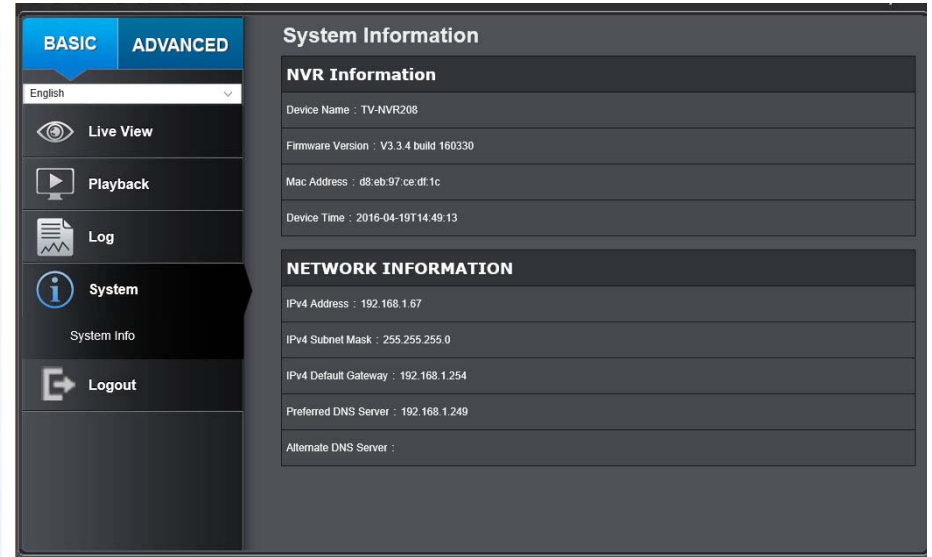 BASIC
ADVANCED
English
Live View
Playback
Log
System
System Info
Logout
System Information
NVR Information
Device Name : TV-NVR208
Firmware Version : V3.3.4 build 160330
Mac Address : d8:eb:97:ce:df:1c
Device Time : 2016-04-19T14:49:13
NETWORK INFORMATION
IPv4 Address : 192.168.1.67
IPv4 Subnet Mask : 255.255.255.0
IPv4 Default Gateway : 192.168.1.254
Preferred DNS Server : 192.168.1.249
Alternate DNS Server :